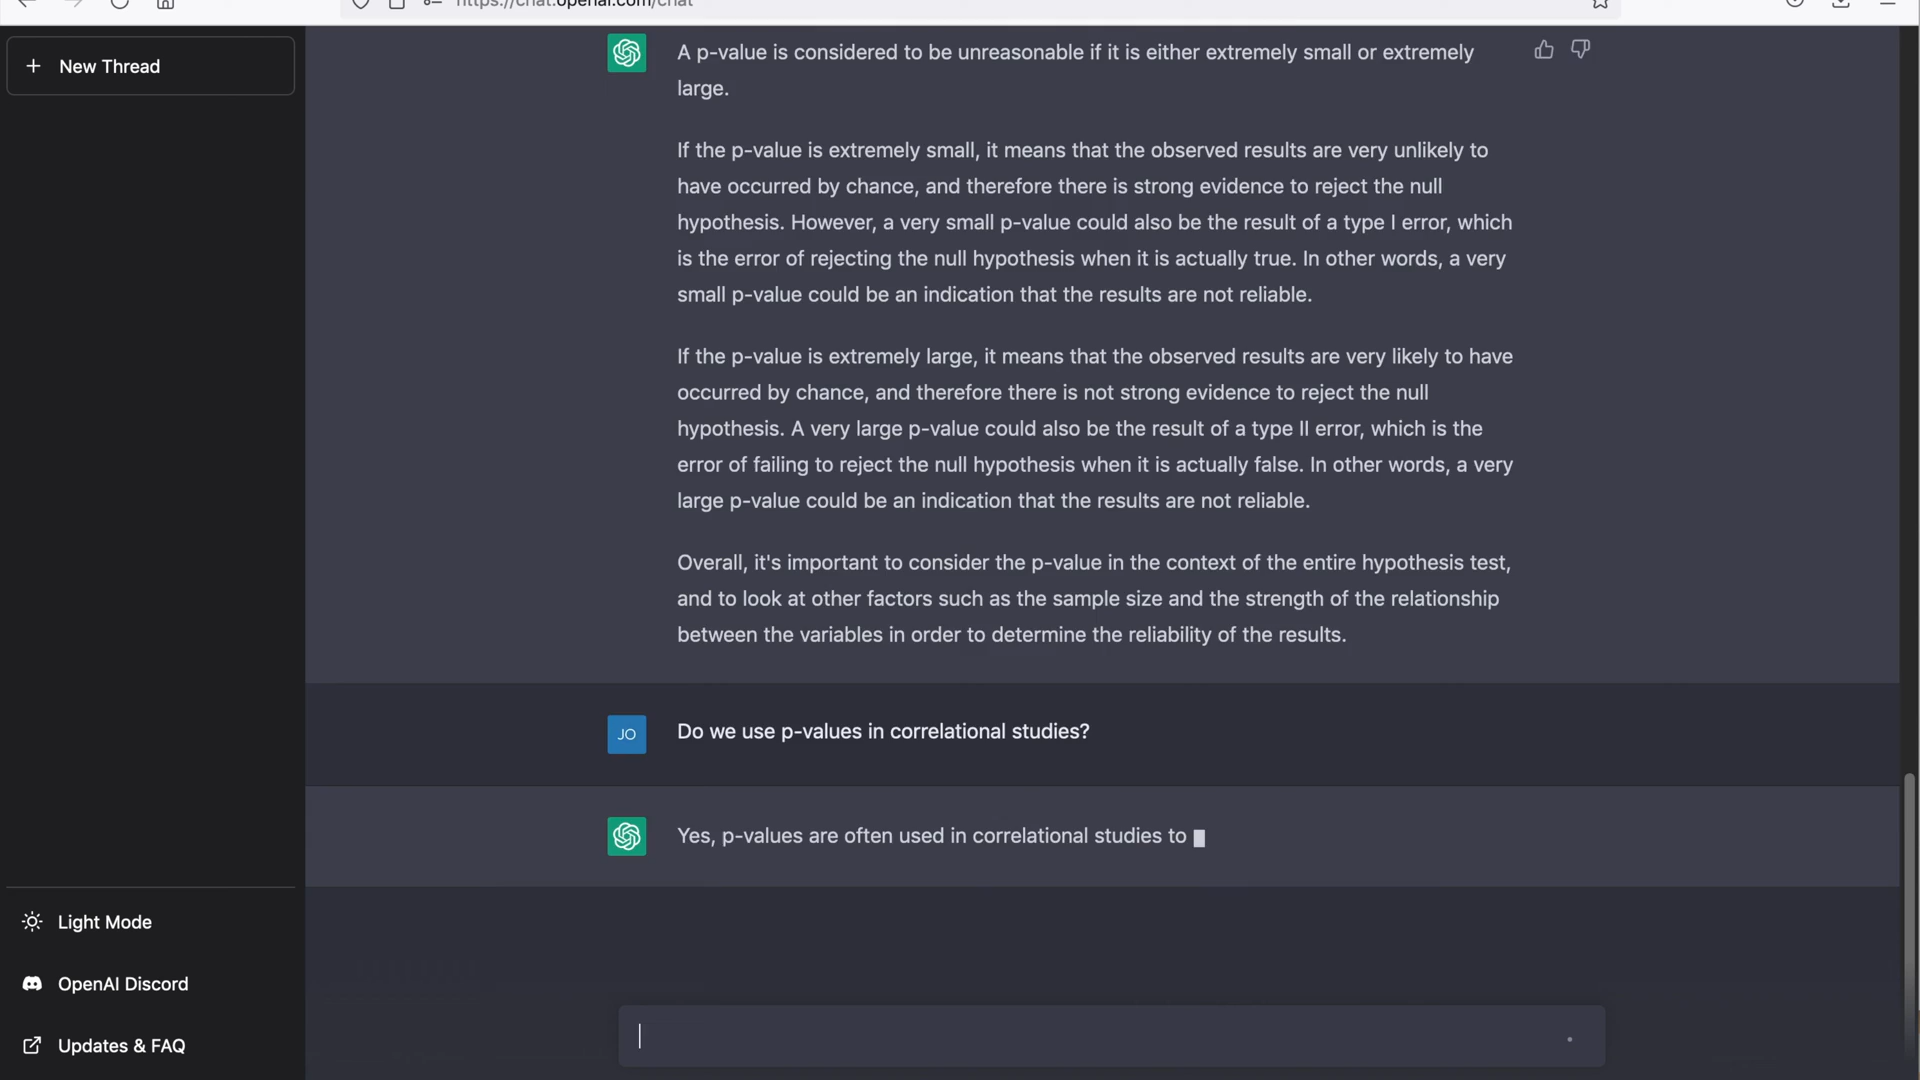 https://chat.openai.com/chat
New Thread
A p-value is considered to be unreasonable if it is either extremely small or extremely
large.
If the p-value is extremely small, it means that the observed results are very unlikely to
have occurred by chance, and therefore there is strong evidence to reject the null
hypothesis. However, a very small p-value could also be the result of a type I error, which
is the error of rejecting the null hypothesis when it is actually true. In other words, a very
small p-value could be an indication that the results are not reliable.
If the p-value is extremely large, it means that the observed results are very likely to have
occurred by chance, and therefore there is not strong evidence to reject the null
hypothesis. A very large p-value could also be the result of a type II error, which is the
error of failing to reject the null hypothesis when it is actually false. In other words, a very
large p-value could be an indication that the results are not reliable.
Overall, it's important to consider the p-value in the context of the entire hypothesis test,
and to look at other factors such as the sample size and the strength of the relationship
between the variables in order to determine the reliability of the results.
JO
Do we use p-values in correlational studies?
Yes, p-values are often used in correlational studies to
Light Mode
OpenAI Discord
Updates & FAQ